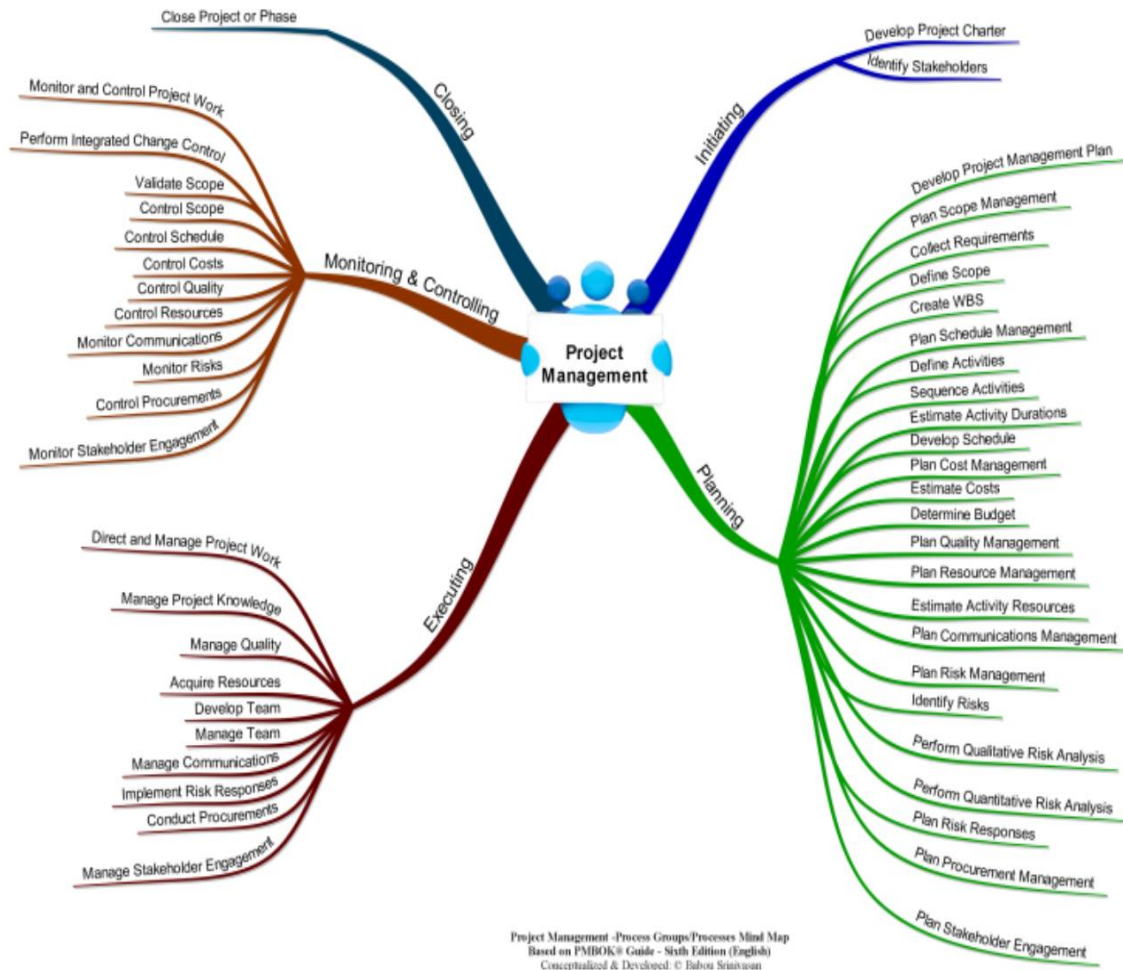 Close Project or Phase
Closing
Develop Project Charter
Identify Stakeholders
Initiating
Monitor and Control Project Work
Perform Integrated Change Control
Validate Scope
Control Scope
Control Schedule
Control Costs
Control Quality
Control Resources
Monitor Communications
Monitor Risks
Control Procurements
Monitor Stakeholder Engagement
Monitoring & Controlling
Project
Management
Develop Project Management Plan
Plan Scope Management
Collect Requirements
Define Scope
Create WBS
Plan Schedule Management
Define Activities
Sequence Activities
Estimate Activity Durations
Develop Schedule
Plan Cost Management
Estimate Costs
Determine Budget
Plan Quality Management
Plan Resource Management
Estimate Activity Resources
Plan Communications Management
Plan Risk Management
Identify Risks
Perform Qualitative Risk Analysis
Perform Quantitative Risk Analysis
Plan Risk Responses
Plan Procurement Management
Plan Stakeholder Engagement
Planning
Direct and Manage Project Work
Manage Project Knowledge
Manage Quality
Acquire Resources
Develop Team
Manage Team
Manage Communications
Implement Risk Responses
Conduct Procurements
Manage Stakeholder Engagement
Executing
Project Management -Process Groups/Processes Mind Map
Based on PMBOK® Guide - Sixth Edition (English)
Conceptualized & Developed: © Babou Srinivasan